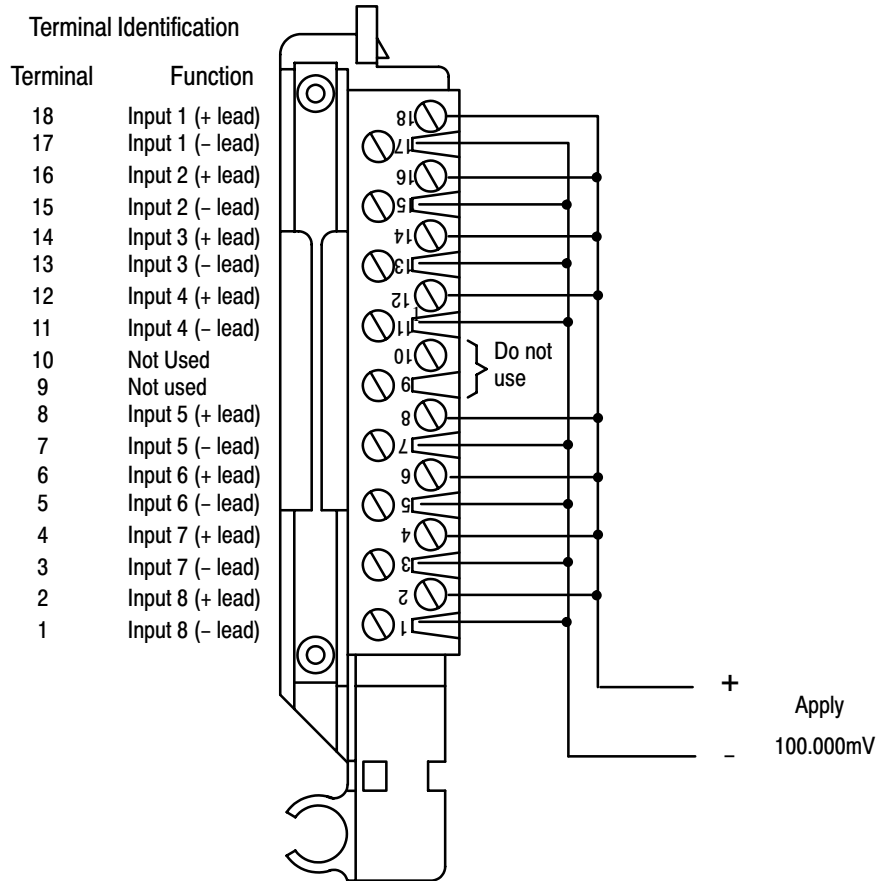 Terminal Identification
Terminal Function
18 Input 1 (+ lead)
17 Input 1 (– lead)
16 Input 2 (+ lead)
15 Input 2 (– lead)
14 Input 3 (+ lead)
13 Input 3 (– lead)
12 Input 4 (+ lead)
11 Input 4 (– lead)
10 Not Used
9 Not used
8 Input 5 (+ lead)
7 Input 5 (– lead)
6 Input 6 (+ lead)
5 Input 6 (– lead)
4 Input 7 (+ lead)
3 Input 7 (– lead)
2 Input 8 (+ lead)
1 Input 8 (– lead)
18
17
16
15
14
13
12
11
10
9
8
7
6
5
4
3
2
1
Do not
use
+
Apply
100.000mV
–